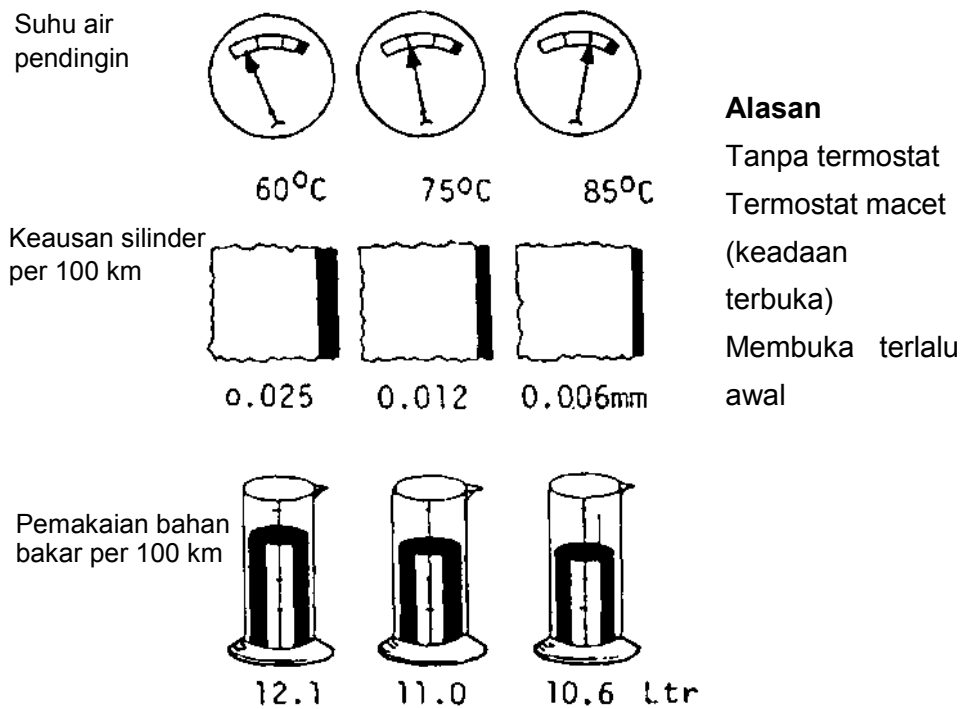 Suhu air
pendingin
60°C 75°C 85°C
Keausan silinder
per 100 km
0.025 0.012 0.006mm
Pemakaian bahan
bakar per 100 km
12.1 11.0 10.6 Ltr
Alasan
Tanpa termostat
Termostat macet
(keadaan
terbuka)
Membuka terlalu
awal